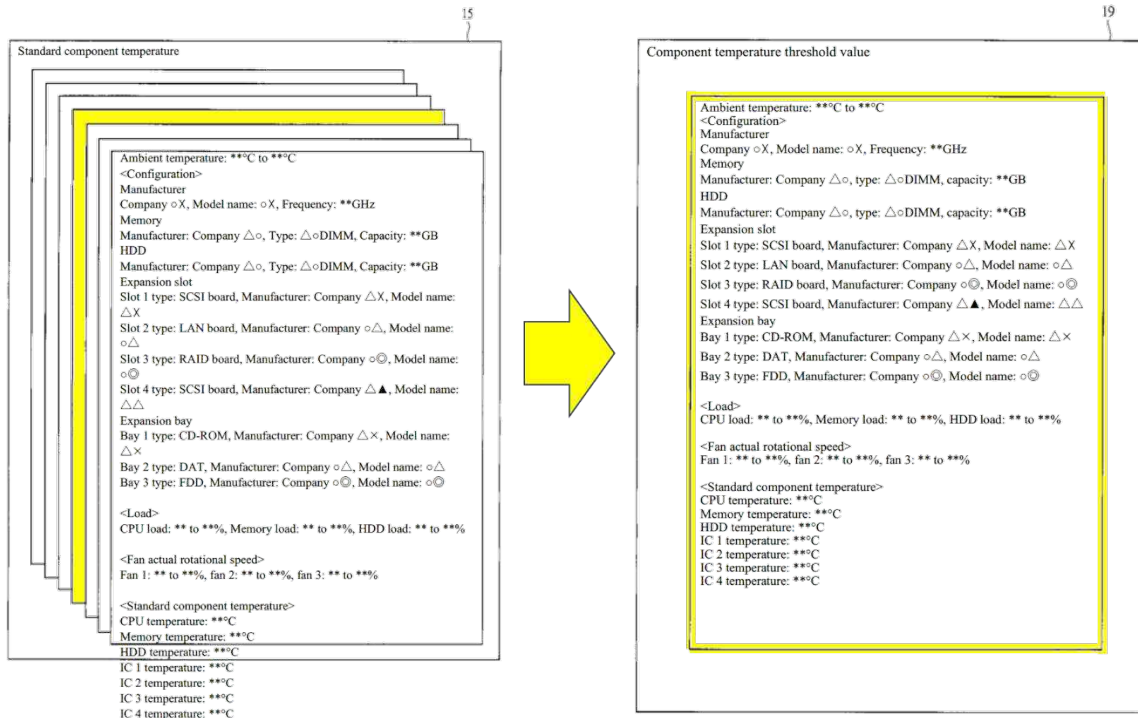 15
Standard component temperature
Ambient temperature: **°C to **°C
<Configuration>
Manufacturer
Company ○X, Model name: ○X, Frequency: **GHz
Memory
Manufacturer: Company △○, Type: △○DIMM, Capacity: **GB
HDD
Manufacturer: Company △○, Type: △○DIMM, Capacity: **GB
Expansion slot
Slot 1 type: SCSI board, Manufacturer: Company △X, Model name:
△X
Slot 2 type: LAN board, Manufacturer: Company ○△, Model name:
○△
Slot 3 type: RAID board, Manufacturer: Company ○◎, Model name:
○◎
Slot 4 type: SCSI board, Manufacturer: Company △▲, Model name:
△△
Expansion bay
Bay 1 type: CD-ROM, Manufacturer: Company △×, Model name:
△×
Bay 2 type: DAT, Manufacturer: Company ○△, Model name: ○△
Bay 3 type: FDD, Manufacturer: Company ○◎, Model name: ○◎
<Load>
CPU load: ** to **%, Memory load: ** to **%, HDD load: ** to **%
<Fan actual rotational speed>
Fan 1: ** to **%, fan 2: ** to **%, fan 3: ** to **%
<Standard component temperature>
CPU temperature: **°C
Memory temperature: **°C
HDD temperature: **°C
IC 1 temperature: **°C
IC 2 temperature: **°C
IC 3 temperature: **°C
IC 4 temperature: **°C
19
Component temperature threshold value
Ambient temperature: **°C to **°C
<Configuration>
Manufacturer
Company ○X, Model name: ○X, Frequency: **GHz
Memory
Manufacturer: Company △○, type: △○DIMM, capacity: **GB
HDD
Manufacturer: Company △○, type: △○DIMM, capacity: **GB
Expansion slot
Slot 1 type: SCSI board, Manufacturer: Company △X, Model name: △X
Slot 2 type: LAN board, Manufacturer: Company ○△, Model name: ○△
Slot 3 type: RAID board, Manufacturer: Company ○◎, Model name: ○◎
Slot 4 type: SCSI board, Manufacturer: Company △▲, Model name: △△
Expansion bay
Bay 1 type: CD-ROM, Manufacturer: Company △×, Model name: △×
Bay 2 type: DAT, Manufacturer: Company ○△, Model name: ○△
Bay 3 type: FDD, Manufacturer: Company ○◎, Model name: ○◎
<Load>
CPU load: ** to **%, Memory load: ** to **%, HDD load: ** to **%
<Fan actual rotational speed>
Fan 1: ** to **%, fan 2: ** to **%, fan 3: ** to **%
<Standard component temperature>
CPU temperature: **°C
Memory temperature: **°C
HDD temperature: **°C
IC 1 temperature: **°C
IC 2 temperature: **°C
IC 3 temperature: **°C
IC 4 temperature: **°C